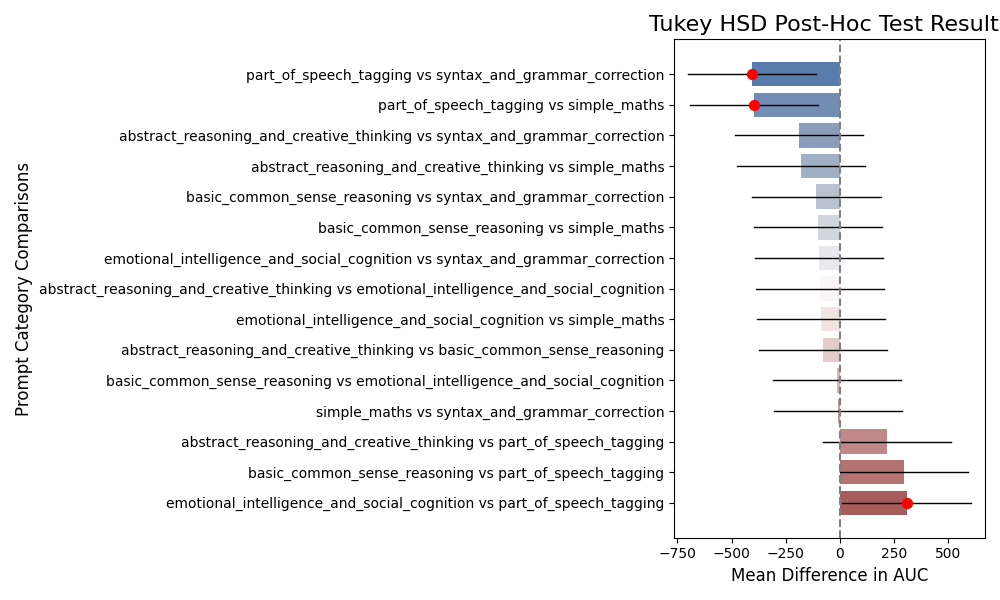 Tukey HSD Post-Hoc Test Result
Prompt Category Comparisons
part_of_speech_tagging vs syntax_and_grammar_correction
part_of_speech_tagging vs simple_maths
abstract_reasoning_and_creative_thinking vs syntax_and_grammar_correction
abstract_reasoning_and_creative_thinking vs simple_maths
basic_common_sense_reasoning vs syntax_and_grammar_correction
basic_common_sense_reasoning vs simple_maths
emotional_intelligence_and_social_cognition vs syntax_and_grammar_correction
abstract_reasoning_and_creative_thinking vs emotional_intelligence_and_social_cognition
emotional_intelligence_and_social_cognition vs simple_maths
abstract_reasoning_and_creative_thinking vs basic_common_sense_reasoning
basic_common_sense_reasoning vs emotional_intelligence_and_social_cognition
simple_maths vs syntax_and_grammar_correction
abstract_reasoning_and_creative_thinking vs part_of_speech_tagging
basic_common_sense_reasoning vs part_of_speech_tagging
emotional_intelligence_and_social_cognition vs part_of_speech_tagging
−750 −500 −250 0 250 500
Mean Difference in AUC